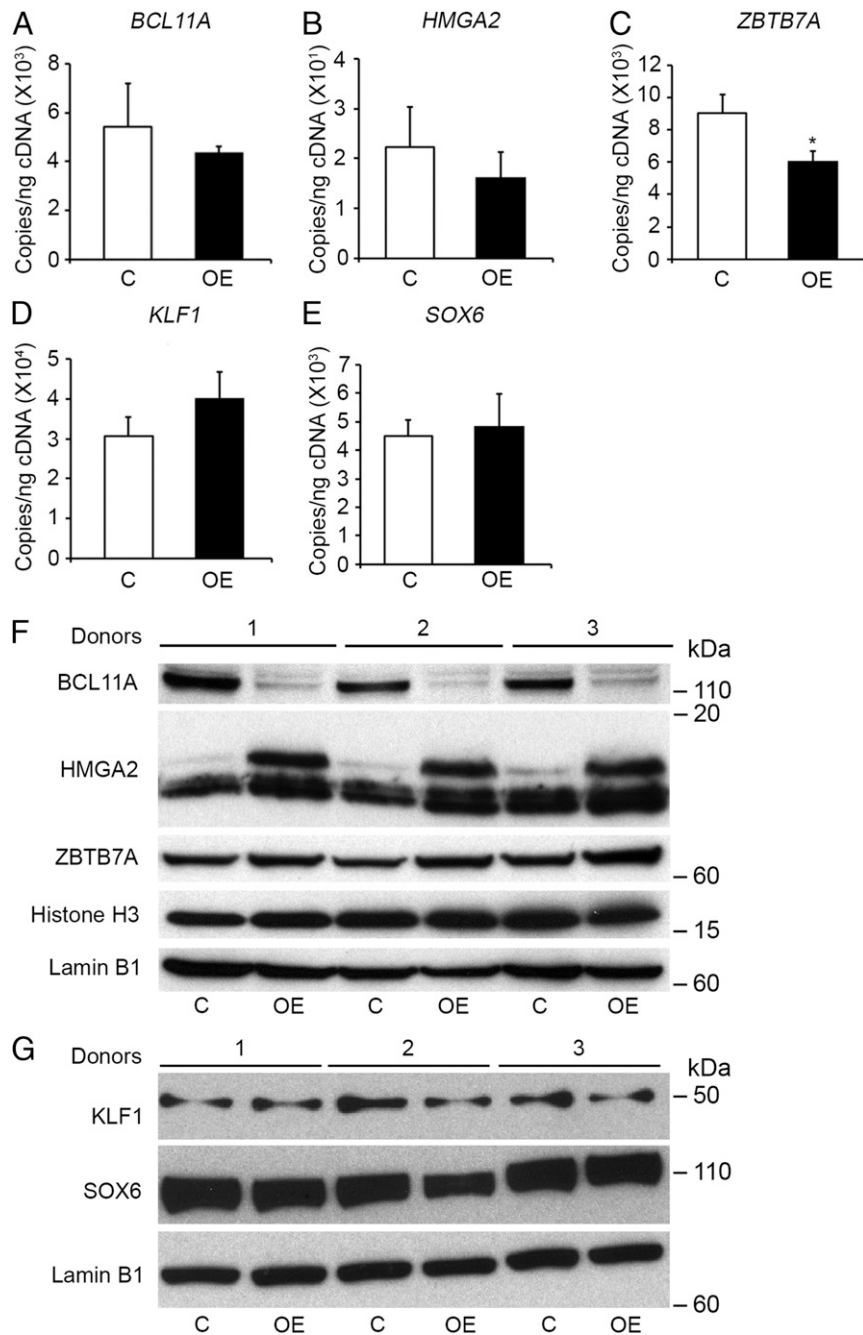 A
BCL11A
Copies/ng cDNA (X10³)
8
6
4
2
0
C
OE
B
HMGA2
Copies/ng cDNA (X10¹)
4
3
2
1
0
C
OE
C
ZBTB7A
Copies/ng cDNA (X10³)
12
10
8
6
4
2
0
*
C
OE
D
KLF1
Copies/ng cDNA (X10⁴)
5
4
3
2
1
0
C
OE
E
SOX6
Copies/ng cDNA (X10³)
7
6
5
4
3
2
1
0
C
OE
F
Donors 1 2 3
kDa
BCL11A
– 110
– 20
HMGA2
ZBTB7A
– 60
Histone H3
– 15
Lamin B1
– 60
C OE C OE C OE
G
Donors 1 2 3
kDa
KLF1
– 50
SOX6
– 110
Lamin B1
– 60
C OE C OE C OE